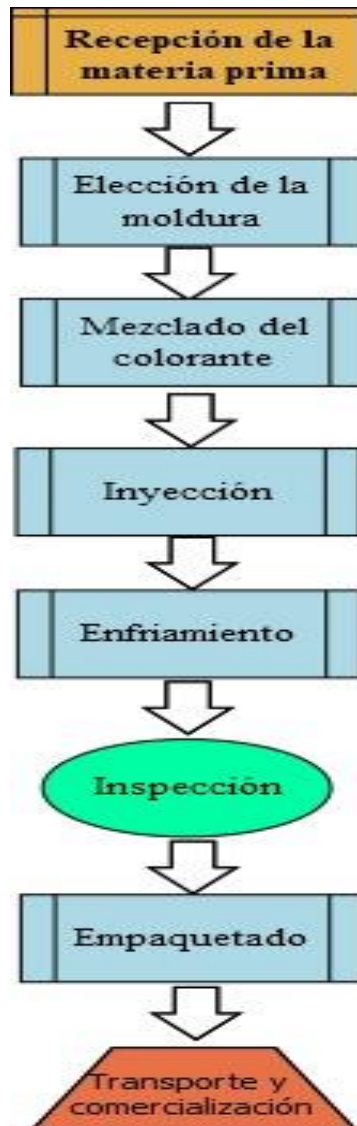 Recepción de la
materia prima
Elección de la
moldura
Mezclado del
colorante
Inyección
Enfriamiento
Inspección
Empaquetado
Transporte y
comercialización